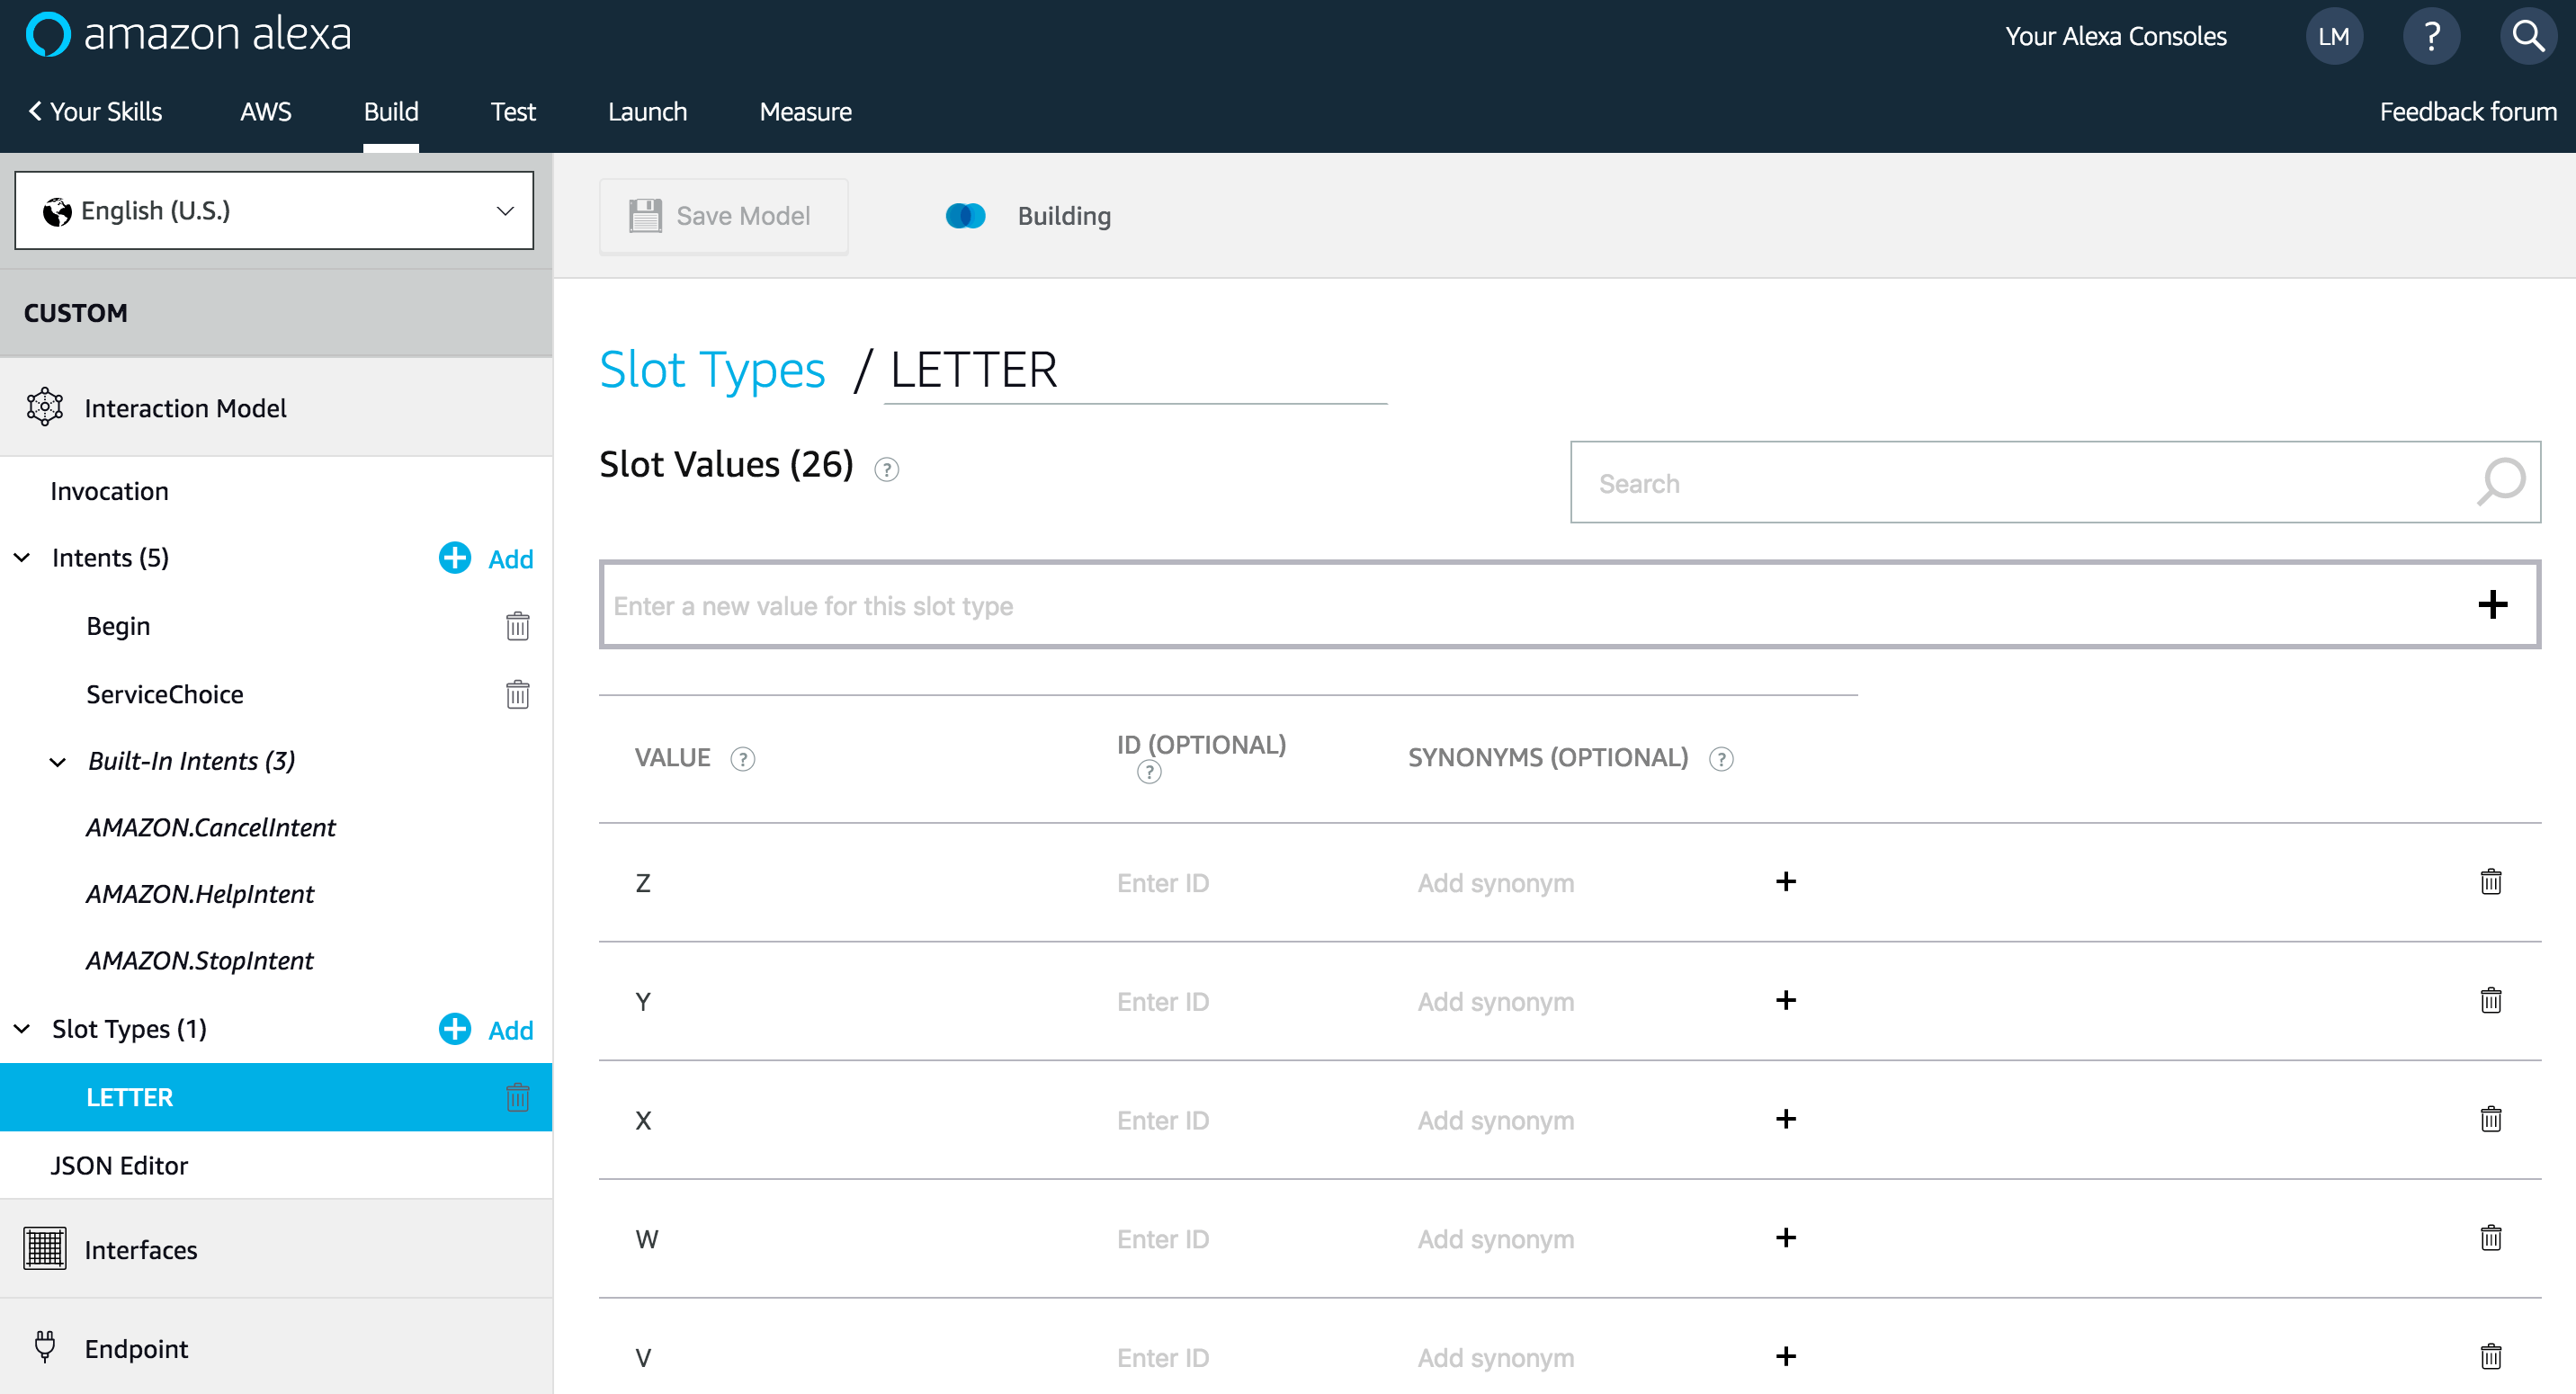 amazon alexa
Your Alexa Consoles
LM
?
Your Skills
AWS
Build
Test
Launch
Measure
Feedback forum
English (U.S.)
Save Model
Building
CUSTOM
Interaction Model
Invocation
Intents (5)
Add
Begin
ServiceChoice
Built-In Intents (3)
AMAZON.CancelIntent
AMAZON.HelpIntent
AMAZON.StopIntent
Slot Types (1)
Add
LETTER
JSON Editor
Interfaces
Endpoint
Slot Types / LETTER
Slot Values (26) ?
Search
Enter a new value for this slot type
VALUE ?
ID (OPTIONAL)
?
SYNONYMS (OPTIONAL) ?
Z Enter ID Add synonym
Y Enter ID Add synonym
X Enter ID Add synonym
W Enter ID Add synonym
V Enter ID Add synonym